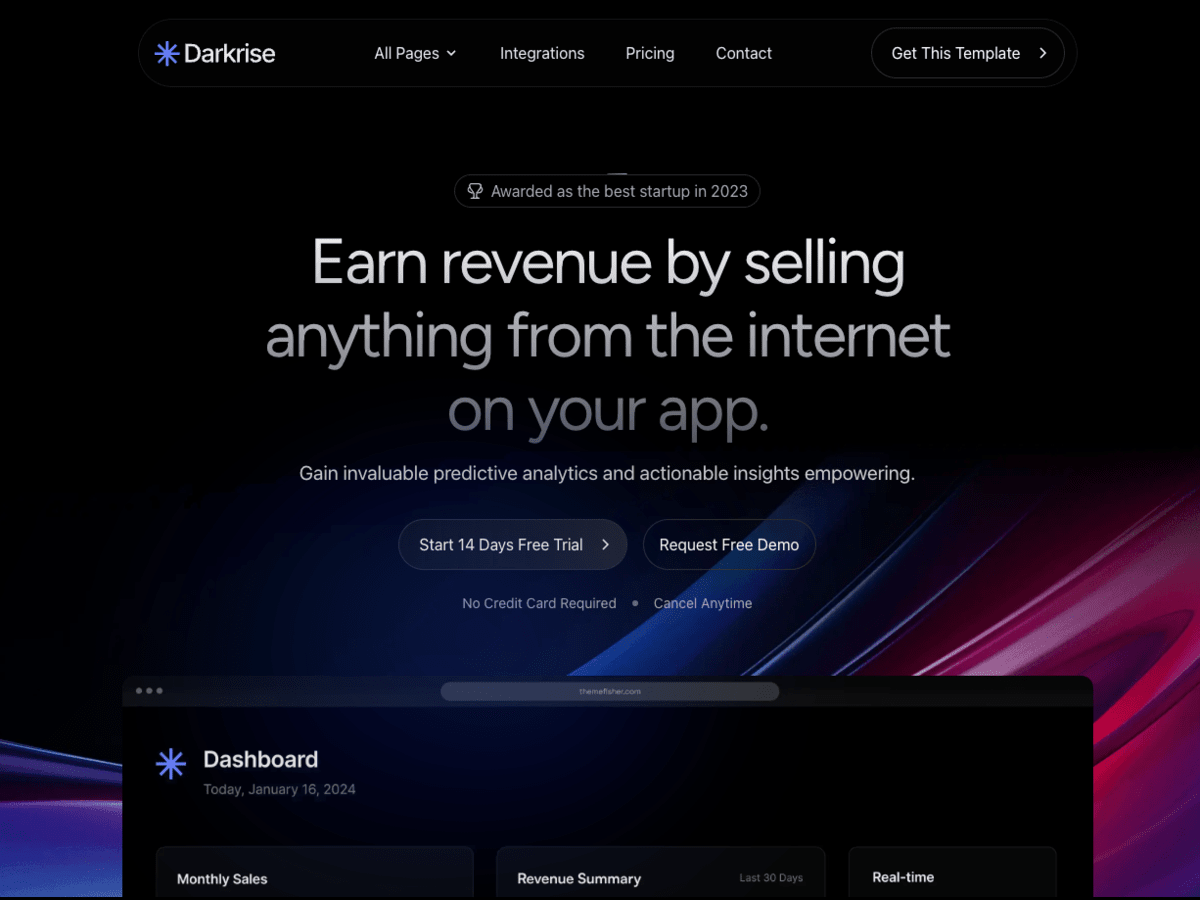 Darkrise
All Pages
Integrations
Pricing
Contact
Get This Template
Awarded as the best startup in 2023
Earn revenue by selling
anything from the internet
on your app.
Gain invaluable predictive analytics and actionable insights empowering.
Start 14 Days Free Trial
Request Free Demo
No Credit Card Required • Cancel Anytime
themefisher.com
Dashboard
Today, January 16, 2024
Monthly Sales
Revenue Summary
Last 30 Days
Real-time